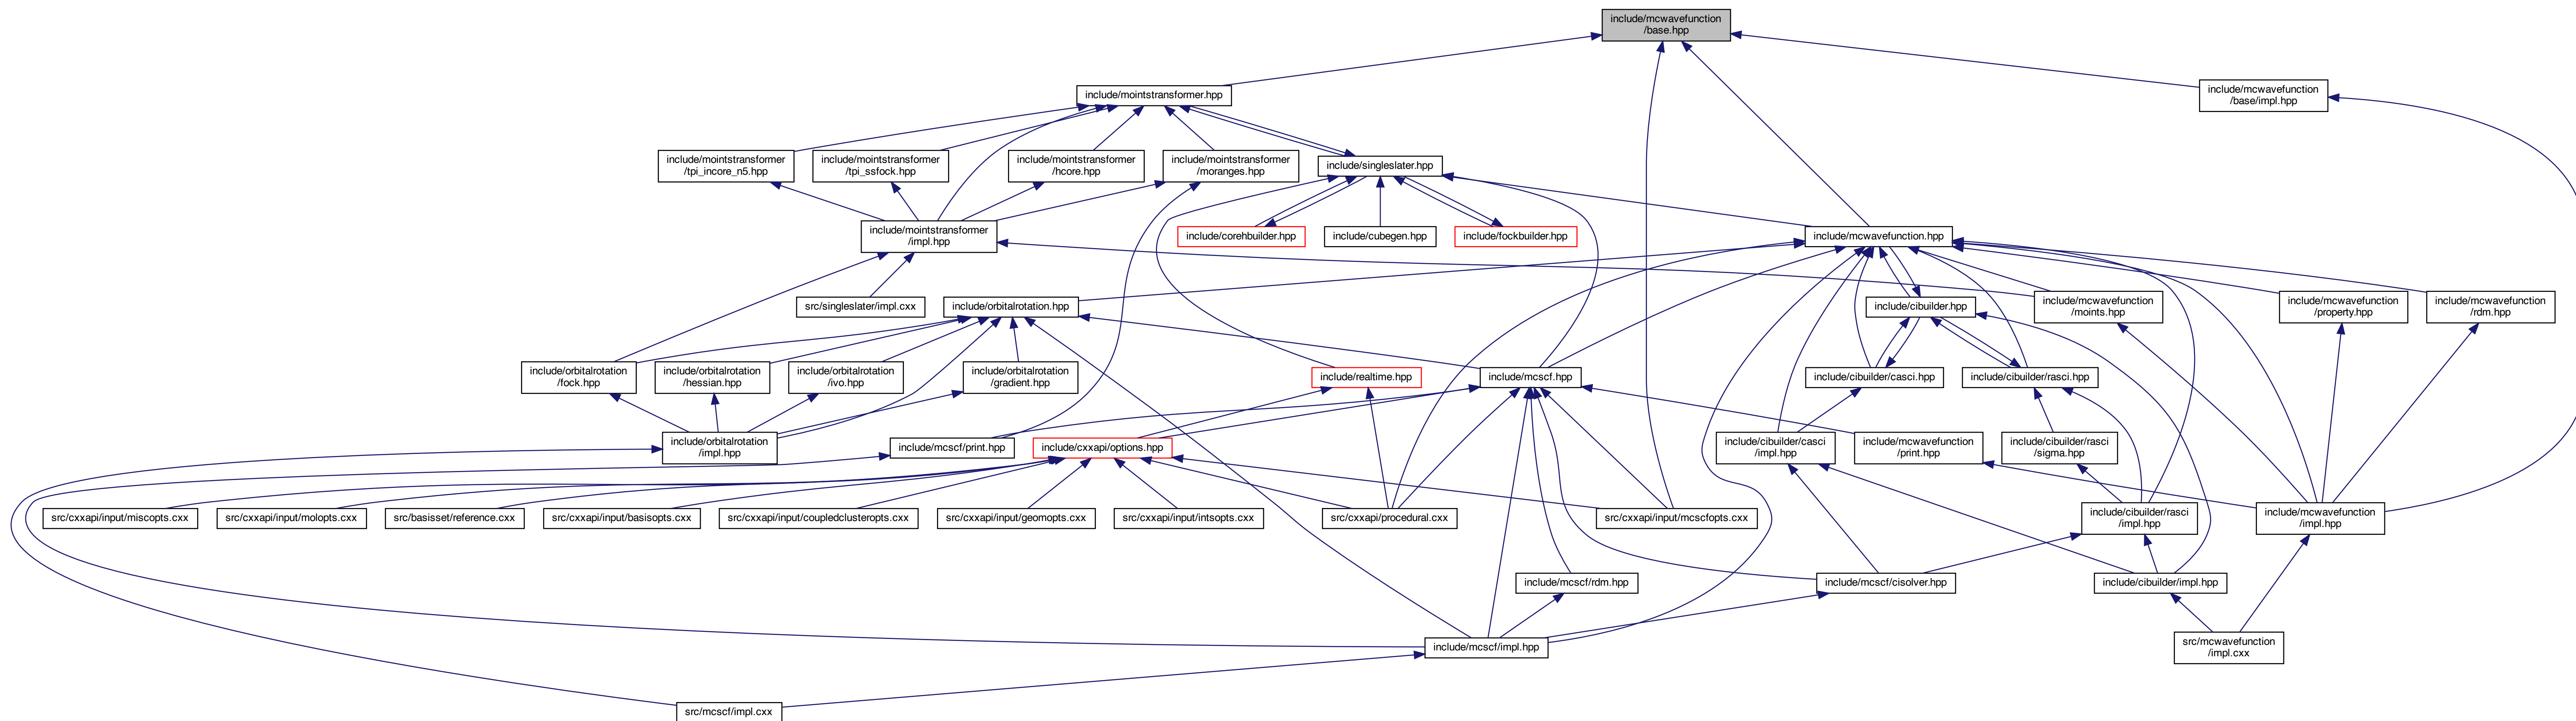 include/mcwavefunction
/base.hpp
include/mointstransformer.hpp
include/mcwavefunction
/base/impl.hpp
include/mointstransformer
/tpi_incore_n5.hpp
include/mointstransformer
/tpi_ssfock.hpp
include/mointstransformer
/hcore.hpp
include/mointstransformer
/moranges.hpp
include/singleslater.hpp
include/mointstransformer
/impl.hpp
include/corehbuilder.hpp
include/cubegen.hpp
include/fockbuilder.hpp
include/mcwavefunction.hpp
src/singleslater/impl.cxx
include/orbitalrotation.hpp
include/cibuilder.hpp
include/mcwavefunction
/moints.hpp
include/mcwavefunction
/property.hpp
include/mcwavefunction
/rdm.hpp
include/orbitalrotation
/fock.hpp
include/orbitalrotation
/hessian.hpp
include/orbitalrotation
/ivo.hpp
include/orbitalrotation
/gradient.hpp
include/realtime.hpp
include/mcscf.hpp
include/cibuilder/casci.hpp
include/cibuilder/rasci.hpp
include/orbitalrotation
/impl.hpp
include/mcscf/print.hpp
include/cxxapi/options.hpp
include/cibuilder/casci
/impl.hpp
include/mcwavefunction
/print.hpp
include/cibuilder/rasci
/sigma.hpp
src/cxxapi/input/miscopts.cxx
src/cxxapi/input/molopts.cxx
src/basisset/reference.cxx
src/cxxapi/input/basisopts.cxx
src/cxxapi/input/coupledclusteropts.cxx
src/cxxapi/input/geomopts.cxx
src/cxxapi/input/intsopts.cxx
src/cxxapi/procedural.cxx
src/cxxapi/input/mcscfopts.cxx
include/cibuilder/rasci
/impl.hpp
include/mcwavefunction
/impl.hpp
include/mcscf/rdm.hpp
include/mcscf/cisolver.hpp
include/cibuilder/impl.hpp
include/mcscf/impl.hpp
src/mcwavefunction
/impl.cxx
src/mcscf/impl.cxx